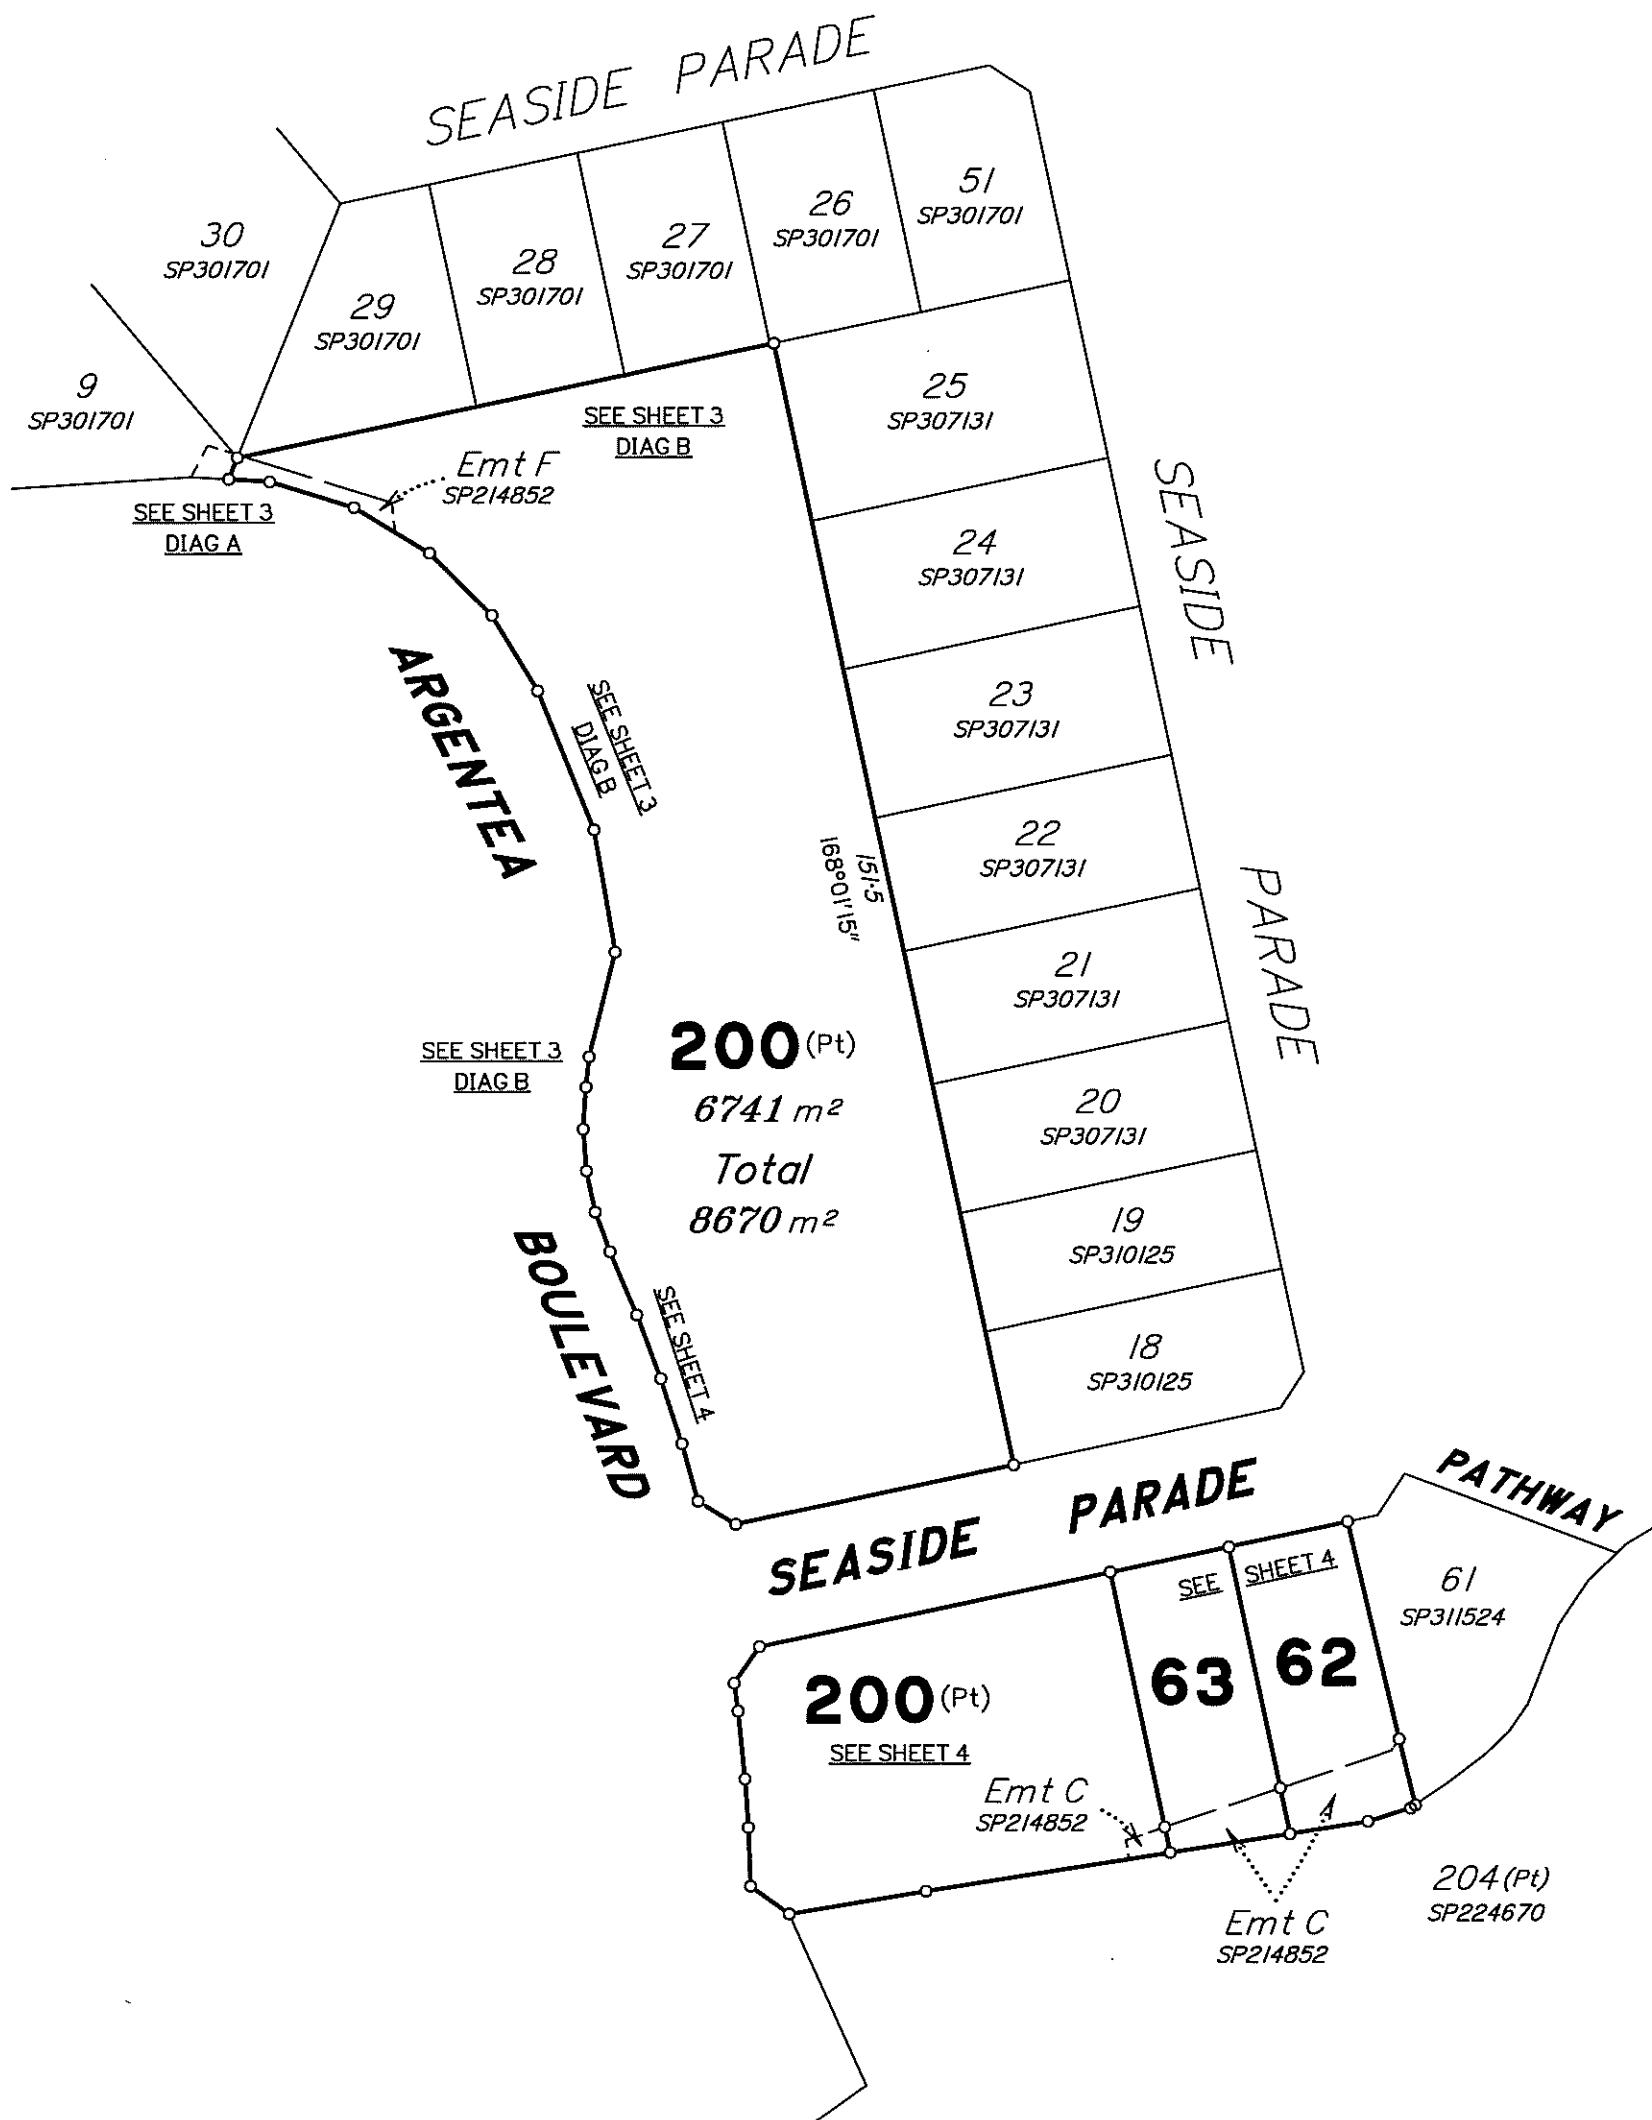 SEASIDE PARADE
30
SP301701
29
SP301701
28
SP301701
27
SP301701
26
SP301701
51
SP301701
9
SP301701
SEE SHEET 3
DIAG B
Emt F
SP214852
SEE SHEET 3
DIAG A
25
SP307131
24
SP307131
23
SP307131
22
SP307131
21
SP307131
20
SP307131
19
SP310125
18
SP310125
SEASIDE PARADE
ARGENTEA BOULEVARD
SEE SHEET 3
DIAG B
151·5
168°01'15"
SEE SHEET 3
DIAG B
200 (Pt)
6741 m²
Total
8670 m²
SEE SHEET 4
SEASIDE PARADE
PATHWAY
SEE SHEET 4
61
SP311524
63
62
200 (Pt)
SEE SHEET 4
Emt C
SP214852
Emt C
SP214852
204 (Pt)
SP224670